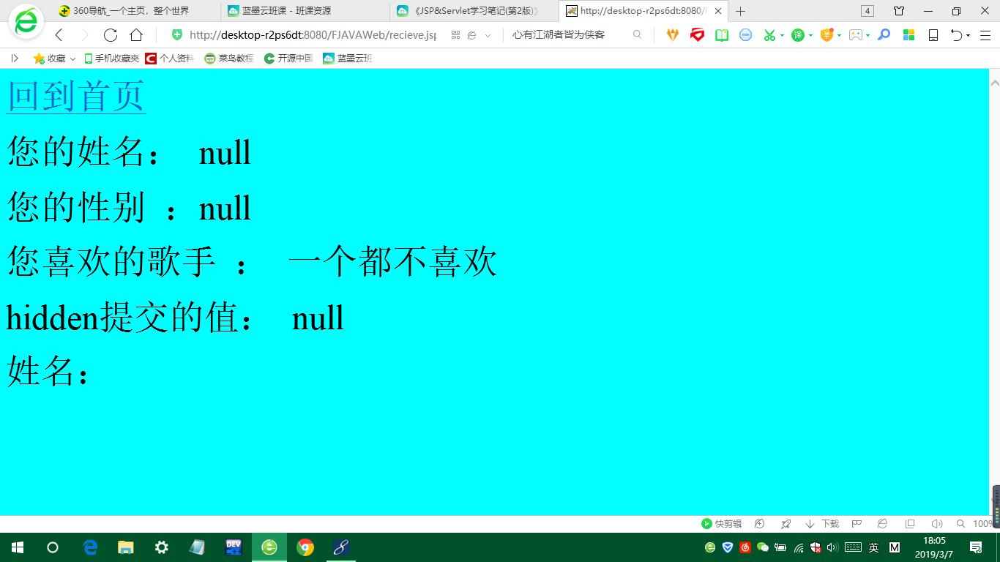 360导航_一个主页，整个世界
蓝墨云班课 - 班课资源
《JSP&Servlet学习笔记(第2版)》
http://desktop-r2ps6dt:8080/F
4
http://desktop-r2ps6dt:8080/FJAVAWeb/recieve.jsp
心有江湖者皆为侠客
译
收藏
手机收藏夹
个人资料
菜鸟教程
开源中国
蓝墨云班
回到首页
您的姓名： null
您的性别 ：null
您喜欢的歌手 ： 一个都不喜欢
hidden提交的值： null
姓名：
快剪辑
下载
100%
DEV
英
M
18:05
2019/3/7